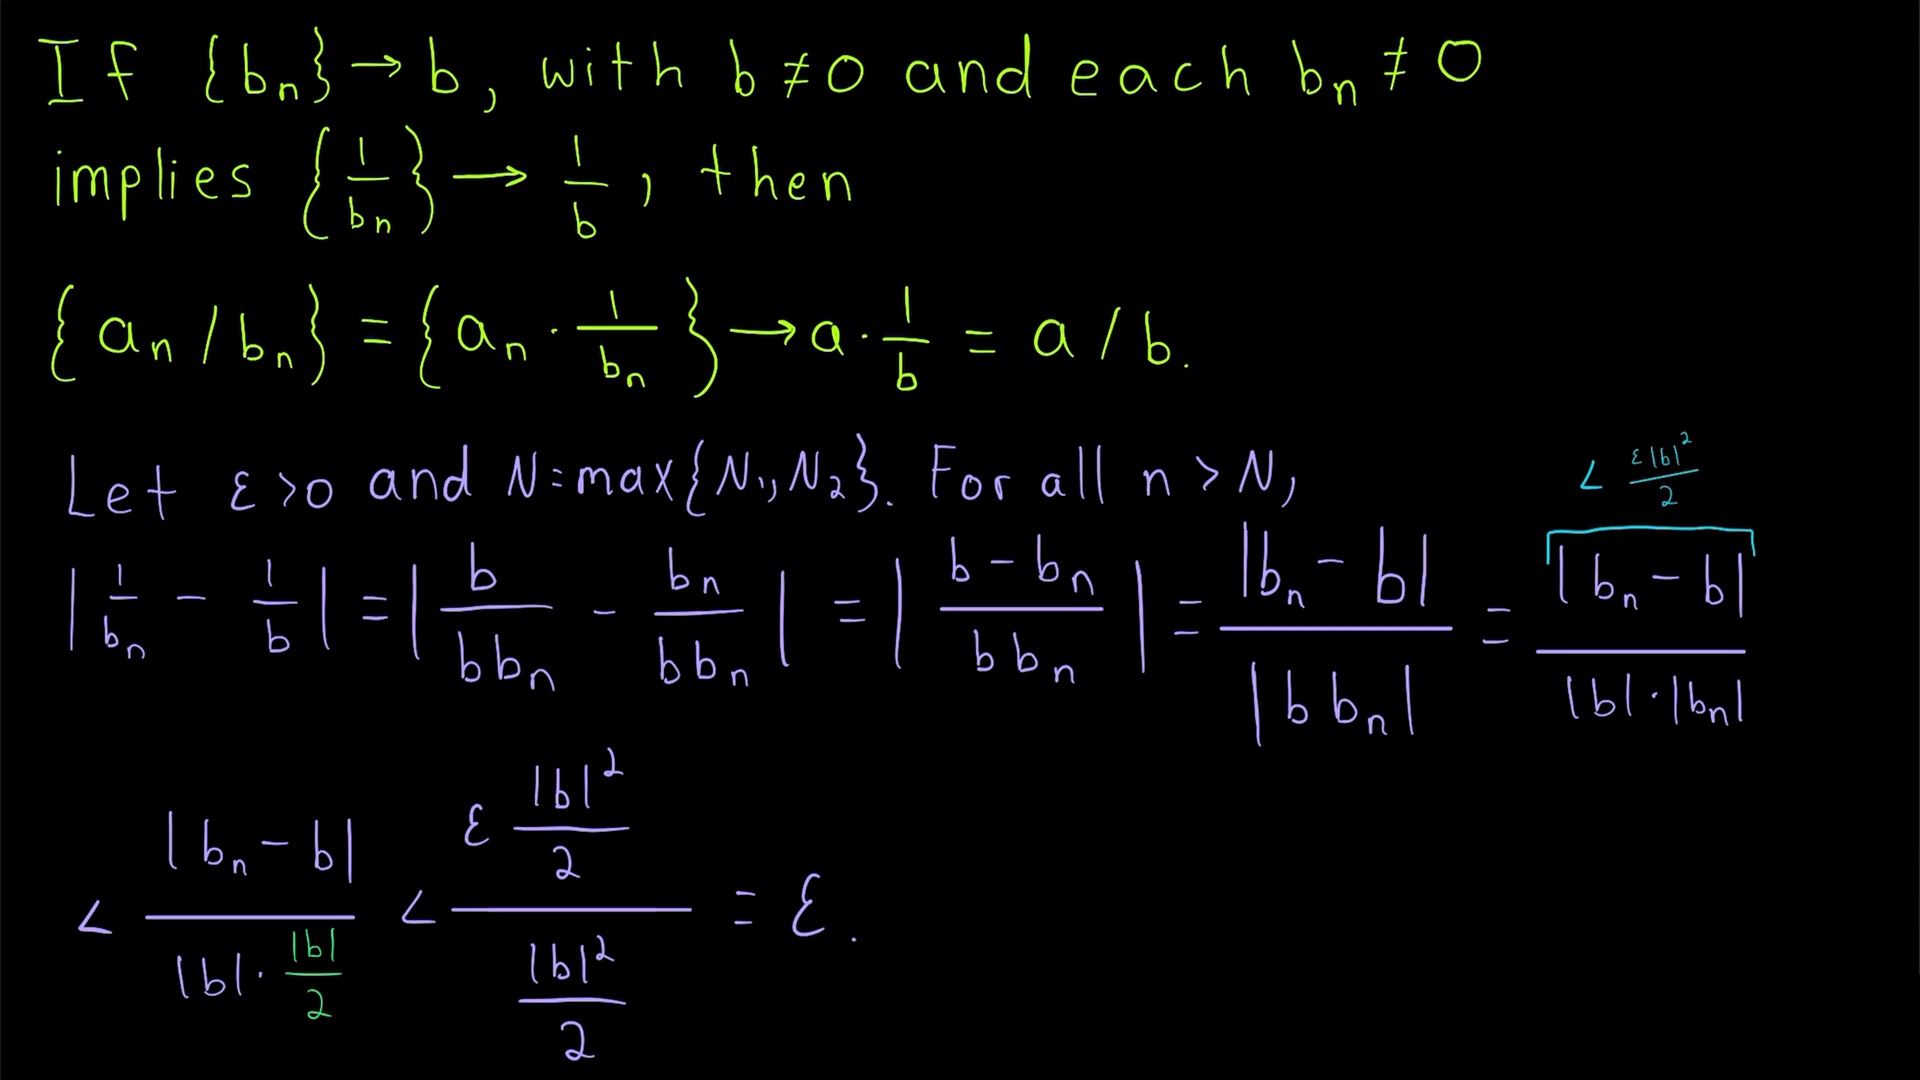 If {bₙ} → b, with b ≠ 0 and each bₙ ≠ 0
implies {1/bₙ} → 1/b, then
{aₙ/bₙ} = {aₙ · 1/bₙ} → a · 1/b = a/b.
Let ε>0 and N=max{N₁, N₂}. For all n > N,
< ε|b|²/2
|1/bₙ - 1/b| = |b/(bbₙ) - bₙ/(bbₙ)| = |(b - bₙ)/(bbₙ)| = |bₙ - b|/|bbₙ| = |bₙ - b|/(|b|·|bₙ|)
< |bₙ - b|/(|b|·|b|/2) < (ε |b|²/2)/(|b|²/2) = ε.